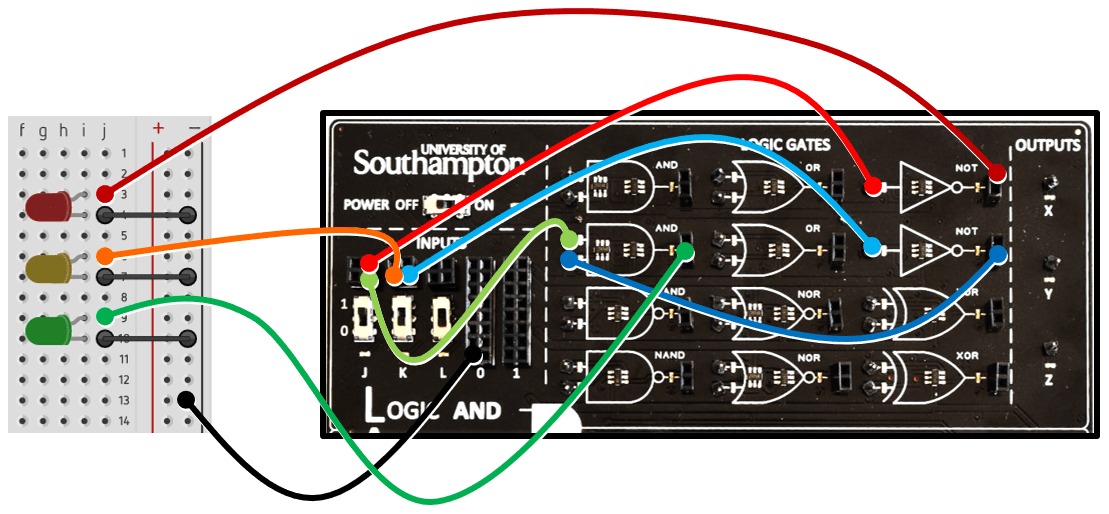 f g h i j + −
1
2
3
4
5
7
8
9
10
11
12
13
14
UNIVERSITY OF
Southampton
POWER OFF ON
INPUTS
1
0
J K L 0 1
LOGIC AND
LOGIC GATES
AND OR NOT
AND OR NOT
NAND NOR XOR
NAND NOR XOR
OUTPUTS
X
Y
Z